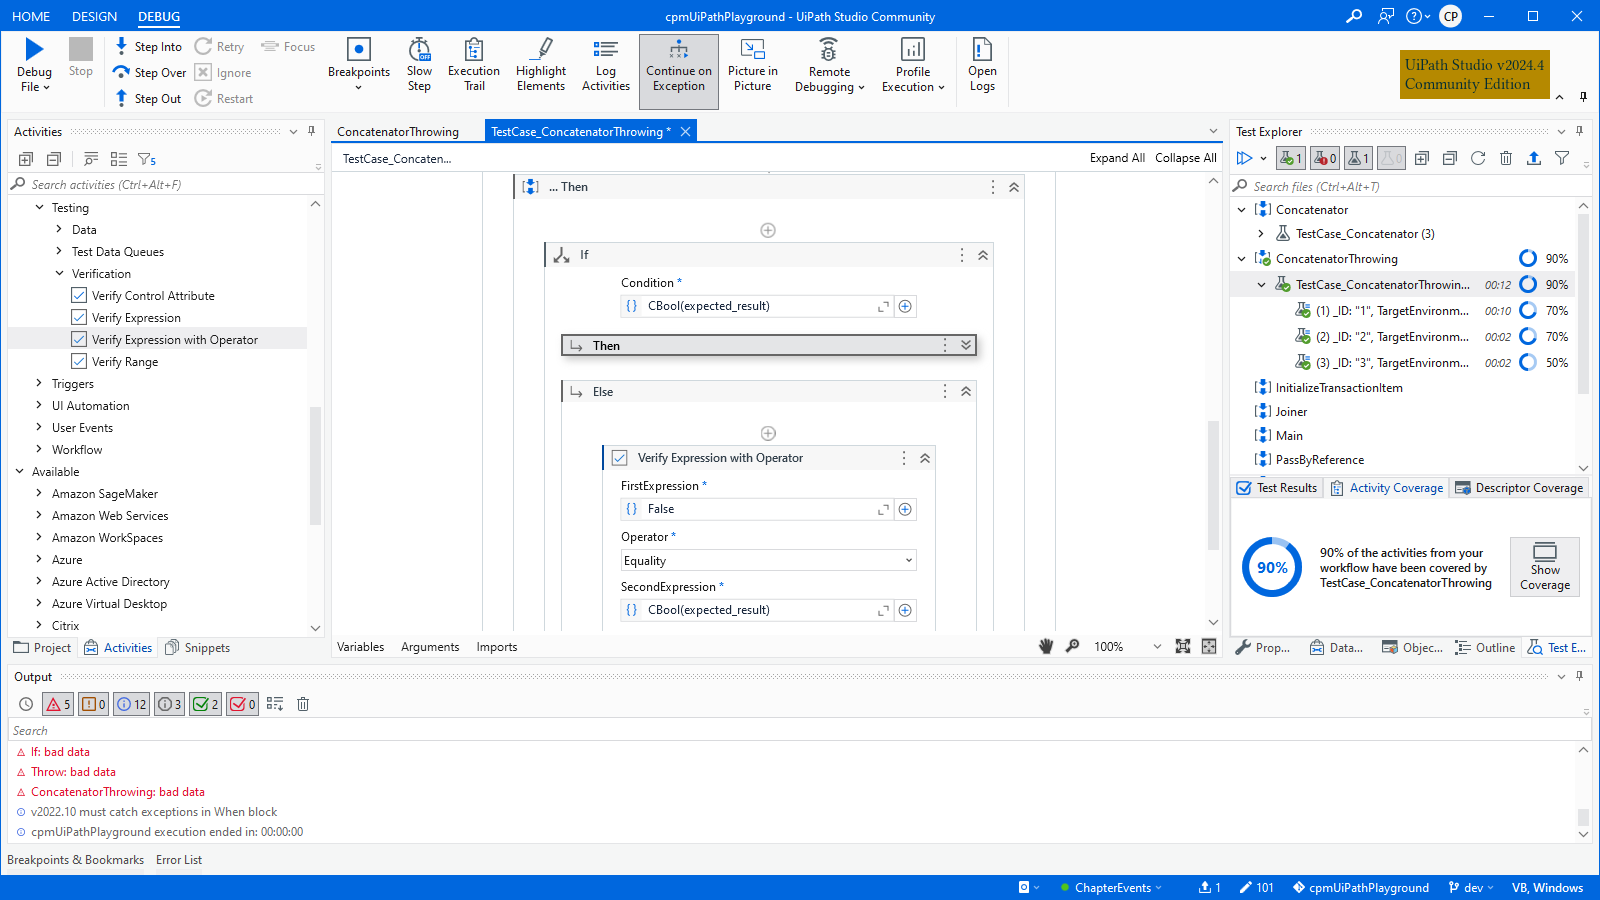 HOME DESIGN DEBUG
cpmUiPathPlayground - UiPath Studio Community
CP
Debug File
Stop
Step Into
Step Over
Step Out
Retry
Ignore
Restart
Focus
Breakpoints
Slow Step
Execution Trail
Highlight Elements
Log Activities
Continue on Exception
Picture in Picture
Remote Debugging
Profile Execution
Open Logs
UiPath Studio v2024.4
Community Edition
Activities
5
Search activities (Ctrl+Alt+F)
Testing
Data
Test Data Queues
Verification
Verify Control Attribute
Verify Expression
Verify Expression with Operator
Verify Range
Triggers
UI Automation
User Events
Workflow
Available
Amazon SageMaker
Amazon Web Services
Amazon WorkSpaces
Azure
Azure Active Directory
Azure Virtual Desktop
Citrix
Project Activities Snippets
ConcatenatorThrowing TestCase_ConcatenatorThrowing *
TestCase_Concaten... Expand All Collapse All
... Then
If
Condition *
CBool(expected_result)
Then
Else
Verify Expression with Operator
FirstExpression *
False
Operator *
Equality
SecondExpression *
CBool(expected_result)
Variables Arguments Imports 100%
Test Explorer
1 0 1 0
Search files (Ctrl+Alt+T)
Concatenator
TestCase_Concatenator (3)
ConcatenatorThrowing 90%
TestCase_ConcatenatorThrowin... 00:12 90%
(1) _ID: "1", TargetEnvironm... 00:10 70%
(2) _ID: "2", TargetEnvironm... 00:02 70%
(3) _ID: "3", TargetEnvironm... 00:02 50%
InitializeTransactionItem
Joiner
Main
PassByReference
Test Results Activity Coverage Descriptor Coverage
90%
90% of the activities from your
workflow have been covered by
TestCase_ConcatenatorThrowing
Show Coverage
Prop... Data... Objec... Outline Test E...
Output
5 0 12 3 2 0
Search
If: bad data
Throw: bad data
ConcatenatorThrowing: bad data
v2022.10 must catch exceptions in When block
cpmUiPathPlayground execution ended in: 00:00:00
Breakpoints & Bookmarks Error List
ChapterEvents 1 101 cpmUiPathPlayground dev VB, Windows